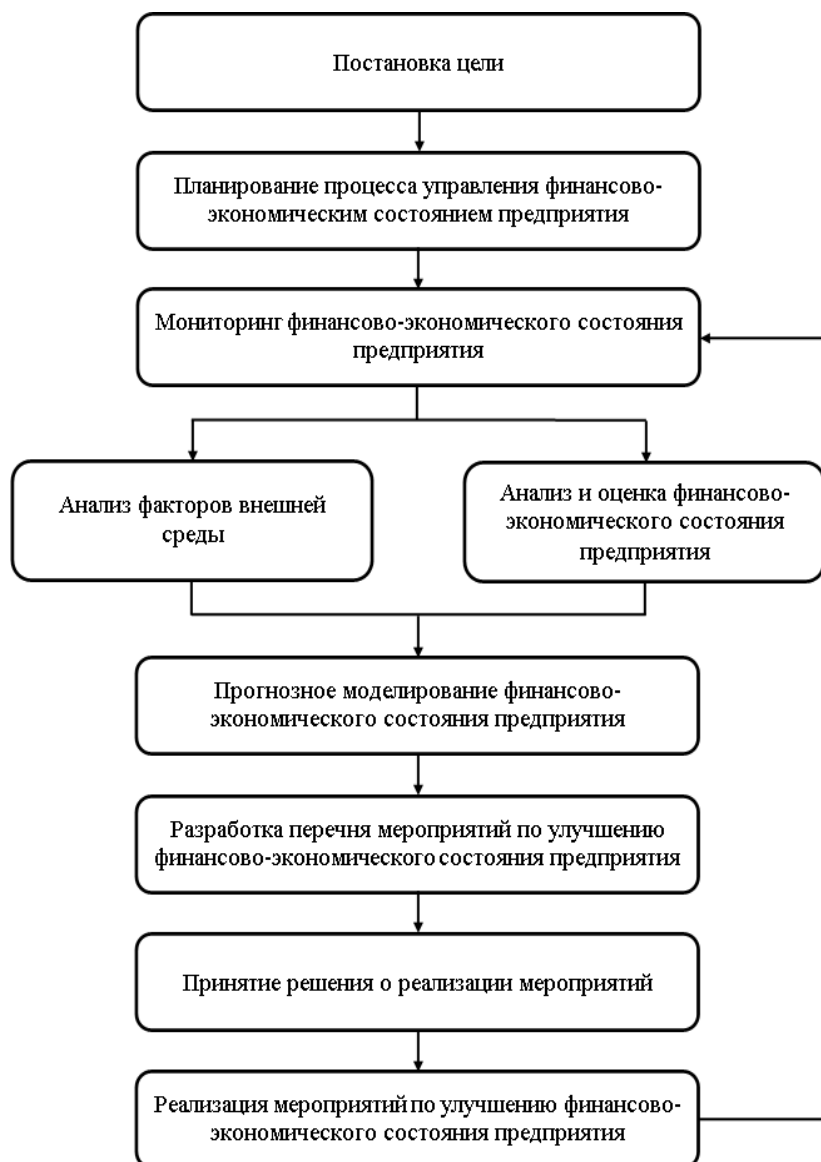 Постановка цели
Планирование процесса управления финансово-
экономическим состоянием предприятия
Мониторинг финансово-экономического состояния
предприятия
Анализ факторов внешней
среды
Анализ и оценка финансово-
экономического состояния
предприятия
Прогнозное моделирование финансово-
экономического состояния предприятия
Разработка перечня мероприятий по улучшению
финансово-экономического состояния предприятия
Принятие решения о реализации мероприятий
Реализация мероприятий по улучшению финансово-
экономического состояния предприятия